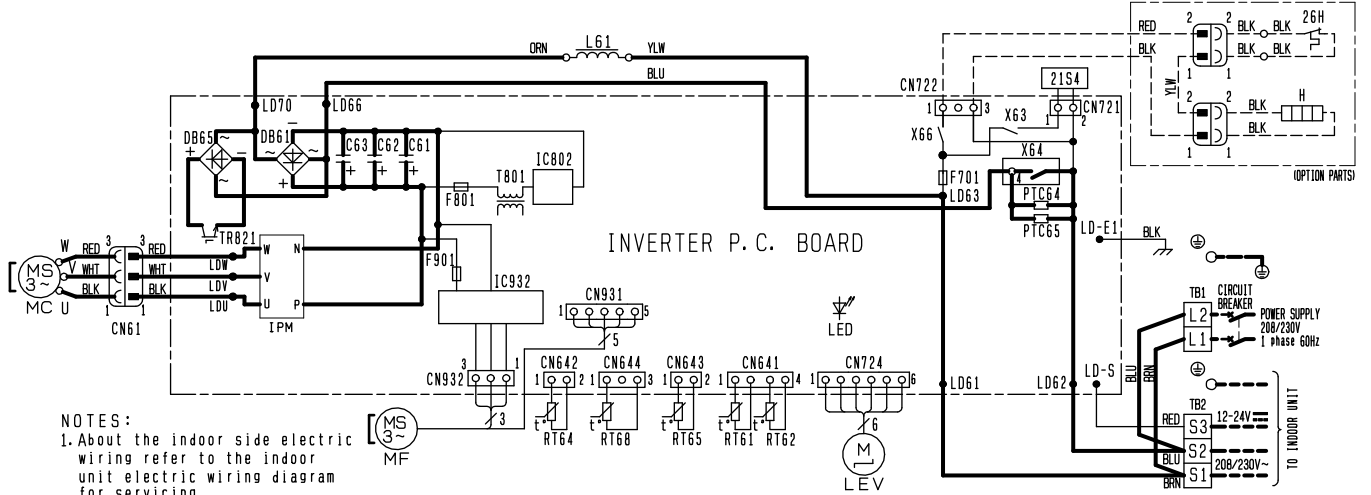 ORN
L61
YLW
BLU
RED
BLK
YLW
2
2
1
1
BLK
BLK
26H
BLK
BLK
2
2
1
1
BLK
H
BLK
(OPTION PARTS)
CN722
1
3
21S4
1
2
CN721
LD70
LD66
DB65
~
+
-
~
DB61
-
~
~
+
C63
C62
C61
+
+
+
IC802
T801
F801
X66
X63
X64
F701
4
LD63
PTC64
PTC65
LD-E1
BLK
TR821
INVERTER P.C. BOARD
F901
IC932
W
V
U
RED
WHT
BLK
3
3
1
1
RED
WHT
BLK
LDW
LDV
LDU
W
V
U
N
P
IPM
MS
3~
MC
CN61
CN931
1
5
5
LED
TB1
L2
L1
CIRCUIT
BREAKER
POWER SUPPLY
208/230V
1 phase 60Hz
BLU
BRN
3
1
CN932
3
CN642
1
2
t°
RT64
CN644
1
3
t°
RT68
CN643
1
2
t°
RT65
CN641
1
4
t°
t°
RT61
RT62
CN724
1
6
6
M
LEV
LD61
LD62
LD-S
TB2
RED
S3
12-24V
BLU
S2
208/230V~
BRN
S1
TO INDOOR UNIT
MS
3~
MF
NOTES:
1. About the indoor side electric
wiring refer to the indoor
unit electric wiring diagram
for servicing